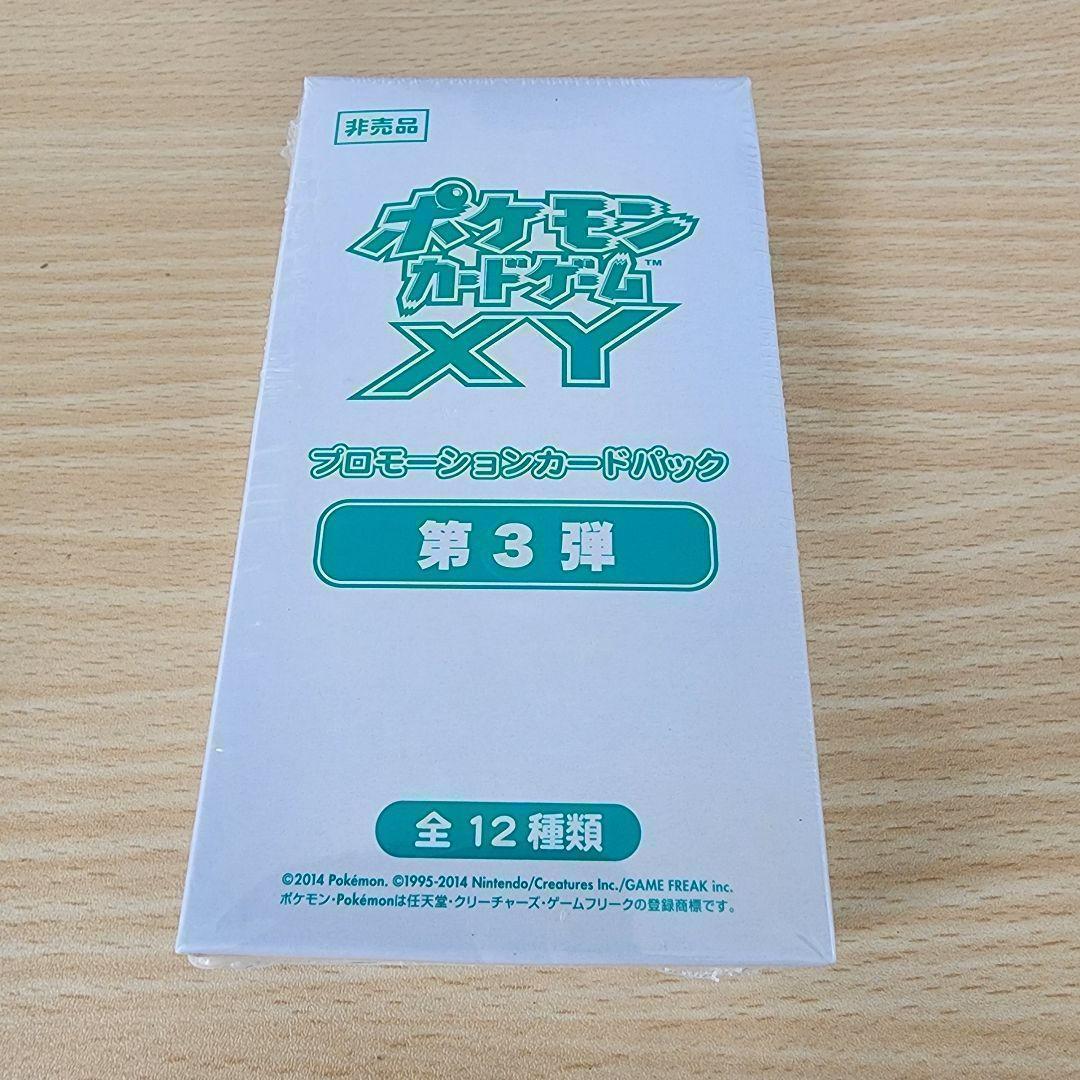 非売品
ポケモン
カードゲーム™
XY
プロモーションカードパック
第3弾
全12種類
©2014 Pokémon. ©1995-2014 Nintendo/Creatures Inc./GAME FREAK inc.
ポケモン・Pokémonは任天堂・クリーチャーズ・ゲームフリークの登録商標です。